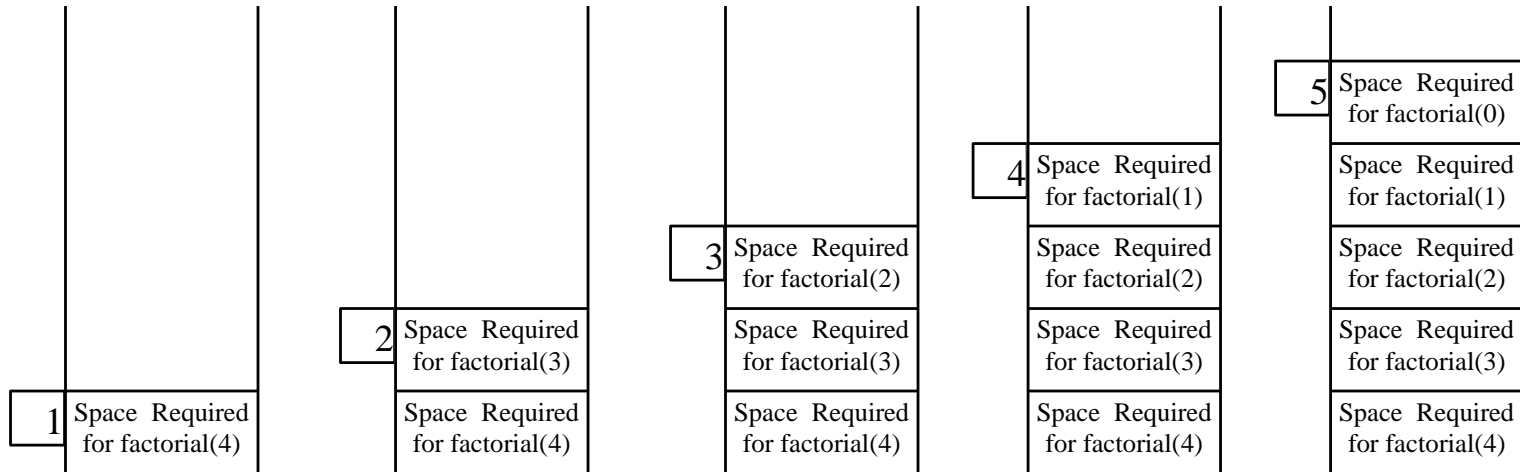 5
Space Required
for factorial(0)
4
Space Required
for factorial(1)
Space Required
for factorial(1)
3
Space Required
for factorial(2)
Space Required
for factorial(2)
Space Required
for factorial(2)
2
Space Required
for factorial(3)
Space Required
for factorial(3)
Space Required
for factorial(3)
Space Required
for factorial(3)
1
Space Required
for factorial(4)
Space Required
for factorial(4)
Space Required
for factorial(4)
Space Required
for factorial(4)
Space Required
for factorial(4)